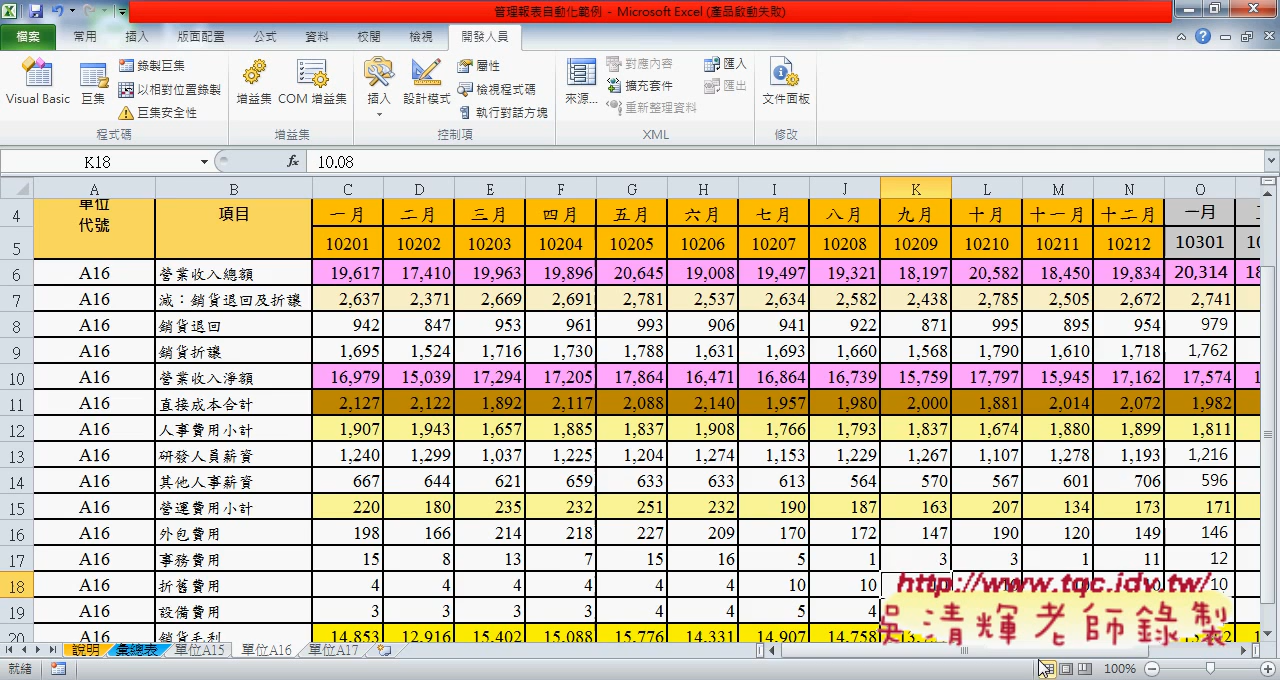 管理報表自動化範例 - Microsoft Excel (產品啟動失敗)
檔案 常用 插入 版面配置 公式 資料 校閱 檢視 開發人員
Visual Basic 巨集 錄製巨集 以相對位置錄製 巨集安全性
增益集 COM 增益集
插入 設計模式 屬性 檢視程式碼 執行對話方塊
來源... 對應內容 擴充套件 重新整理資料 匯入 匯出
文件面板
程式碼 增益集 控制項 XML 修改
K18 fx 10.08
A B C D E F G H I J K L M N O
4 單位代號 項目 一月 二月 三月 四月 五月 六月 七月 八月 九月 十月 十一月 十二月 一月
5 10201 10202 10203 10204 10205 10206 10207 10208 10209 10210 10211 10212 10301 10
6 A16 營業收入總額 19,617 17,410 19,963 19,896 20,645 19,008 19,497 19,321 18,197 20,582 18,450 19,834 20,314 18
7 A16 減：銷貨退回及折讓 2,637 2,371 2,669 2,691 2,781 2,537 2,634 2,582 2,438 2,785 2,505 2,672 2,741
8 A16 銷貨退回 942 847 953 961 993 906 941 922 871 995 895 954 979
9 A16 銷貨折讓 1,695 1,524 1,716 1,730 1,788 1,631 1,693 1,660 1,568 1,790 1,610 1,718 1,762
10 A16 營業收入淨額 16,979 15,039 17,294 17,205 17,864 16,471 16,864 16,739 15,759 17,797 15,945 17,162 17,574 1
11 A16 直接成本合計 2,127 2,122 1,892 2,117 2,088 2,140 1,957 1,980 2,000 1,881 2,014 2,072 1,982
12 A16 人事費用小計 1,907 1,943 1,657 1,885 1,837 1,908 1,766 1,793 1,837 1,674 1,880 1,899 1,811
13 A16 研發人員薪資 1,240 1,299 1,037 1,225 1,204 1,274 1,153 1,229 1,267 1,107 1,278 1,193 1,216
14 A16 其他人事薪資 667 644 621 659 633 633 613 564 570 567 601 706 596
15 A16 營運費用小計 220 180 235 232 251 232 190 187 163 207 134 173 171
16 A16 外包費用 198 166 214 218 227 209 170 172 147 190 120 149 146
17 A16 事務費用 15 8 13 7 15 16 5 1 3 3 1 11 12
18 A16 折舊費用 4 4 4 4 4 4 10 10 10 10 10 10 10
19 A16 設備費用 3 3 3 3 4 4 5 4
20 A16 銷貨毛利 14,853 12,916 15,402 15,088 15,776 14,331 14,907 14,758
http://www.tqc.idv.tw/
吳清輝老師錄製
說明 彙總表 單位A15 單位A16 單位A17
就緒 100%